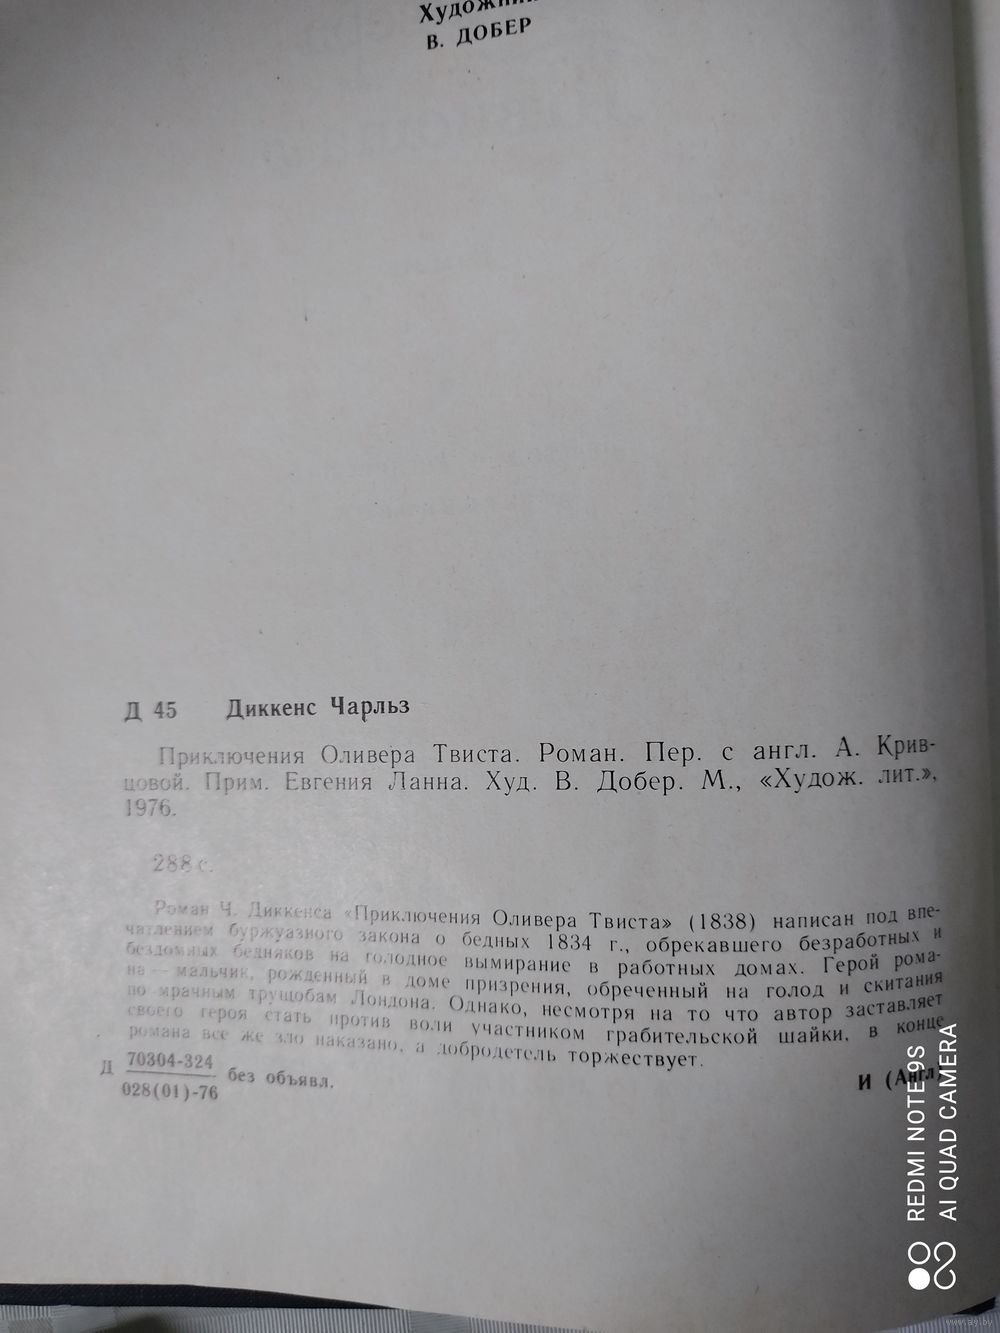 Художник
В. ДОБЕР
Д 45 Диккенс Чарльз
Приключения Оливера Твиста. Роман. Пер. с англ. А. Крив-
цовой. Прим. Евгения Ланна. Худ. В. Добер. М., «Худож. лит.»,
1976.
288 с.
Роман Ч. Диккенса «Приключения Оливера Твиста» (1838) написан под впе-
чатлением буржуазного закона о бедных 1834 г., обрекавшего безработных и
бездомных бедняков на голодное вымирание в работных домах. Герой рома-
на — мальчик, рожденный в доме призрения, обреченный на голод и скитания
по мрачным трущобам Лондона. Однако, несмотря на то что автор заставляет
своего героя стать против воли участником грабительской шайки, в конце
романа все же зло наказано, а добродетель торжествует.
Д 70304-324 без объявл.
028(01)-76
И (Англ)
REDMI NOTE 9S
AI QUAD CAMERA
www.ay.by